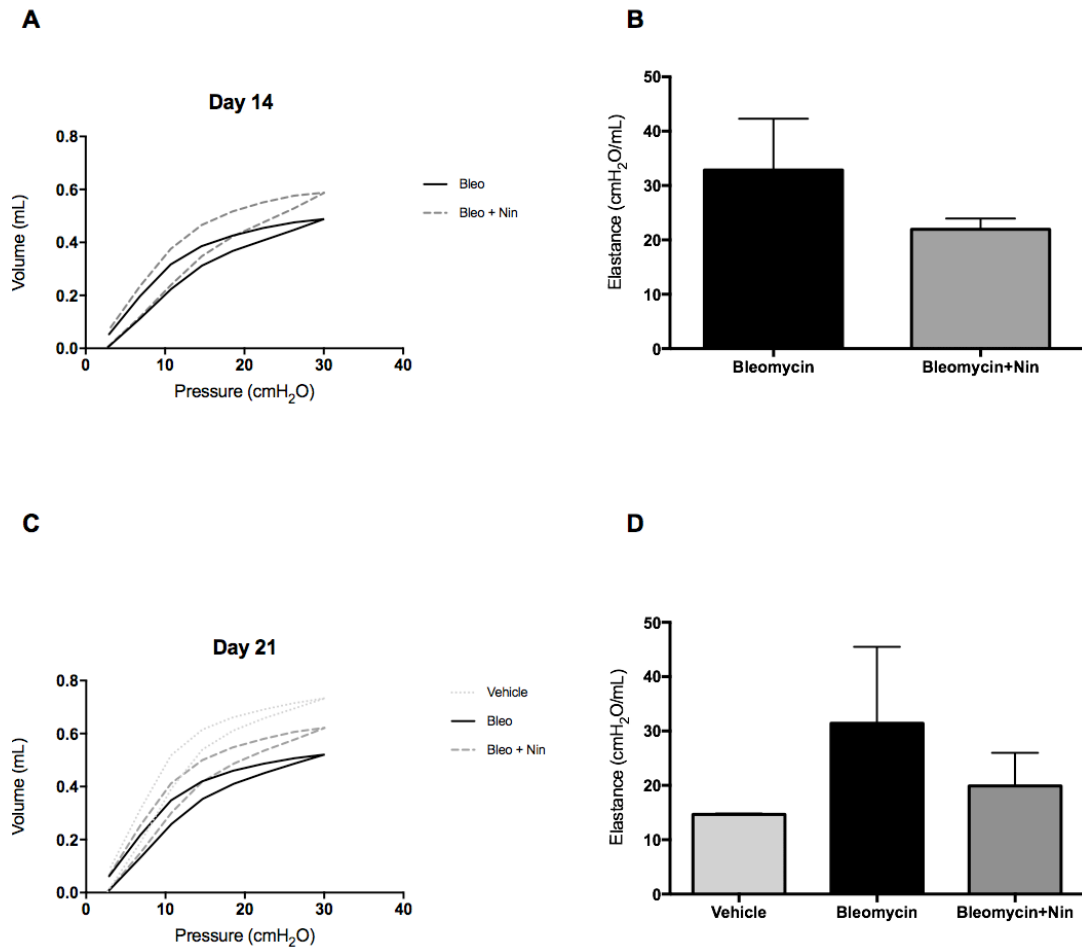 A
Day 14
Volume (mL)
0.8
0.6
0.4
0.2
0.0
0 10 20 30 40
Pressure (cmH₂O)
Bleo
Bleo + Nin
B
Elastance (cmH₂O/mL)
50
40
30
20
10
0
Bleomycin Bleomycin+Nin
C
Day 21
Volume (mL)
0.8
0.6
0.4
0.2
0.0
0 10 20 30 40
Pressure (cmH₂O)
Vehicle
Bleo
Bleo + Nin
D
Elastance (cmH₂O/mL)
50
40
30
20
10
0
Vehicle Bleomycin Bleomycin+Nin